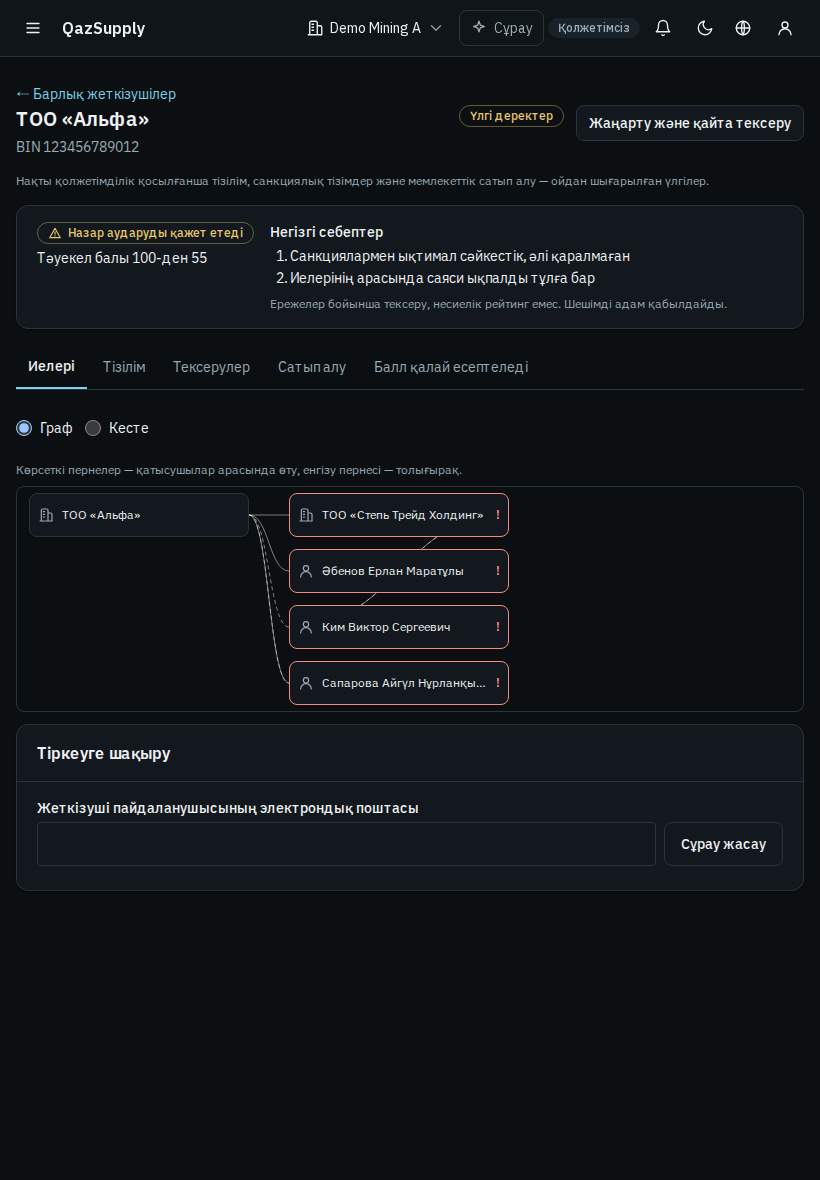 QazSupply
Demo Mining A
Сұрау
Қолжетімсіз
← Барлық жеткізушілер
ТОО «Альфа»
BIN 123456789012
Үлгі деректер
Жаңарту және қайта тексеру
Нақты қолжетімділік қосылғанша тізілім, санкциялық тізімдер және мемлекеттік сатып алу — ойдан шығарылған үлгілер.
Назар аударуды қажет етеді
Тәуекел балы 100-ден 55
Негізгі себептер
1. Санкциялармен ықтимал сәйкестік, әлі қаралмаған
2. Иелерінің арасында саяси ықпалды тұлға бар
Ережелер бойынша тексеру, несиелік рейтинг емес. Шешімді адам қабылдайды.
Иелері
Тізілім
Тексерулер
Сатып алу
Балл қалай есептеледі
Граф
Кесте
Көрсеткі пернелер — қатысушылар арасында өту, енгізу пернесі — толығырақ.
ТОО «Альфа»
ТОО «Степь Трейд Холдинг» !
Әбенов Ерлан Маратұлы !
Ким Виктор Сергеевич !
Сапарова Айгүл Нұрланқы... !
Тіркеуге шақыру
Жеткізуші пайдаланушысының электрондық поштасы
Сұрау жасау